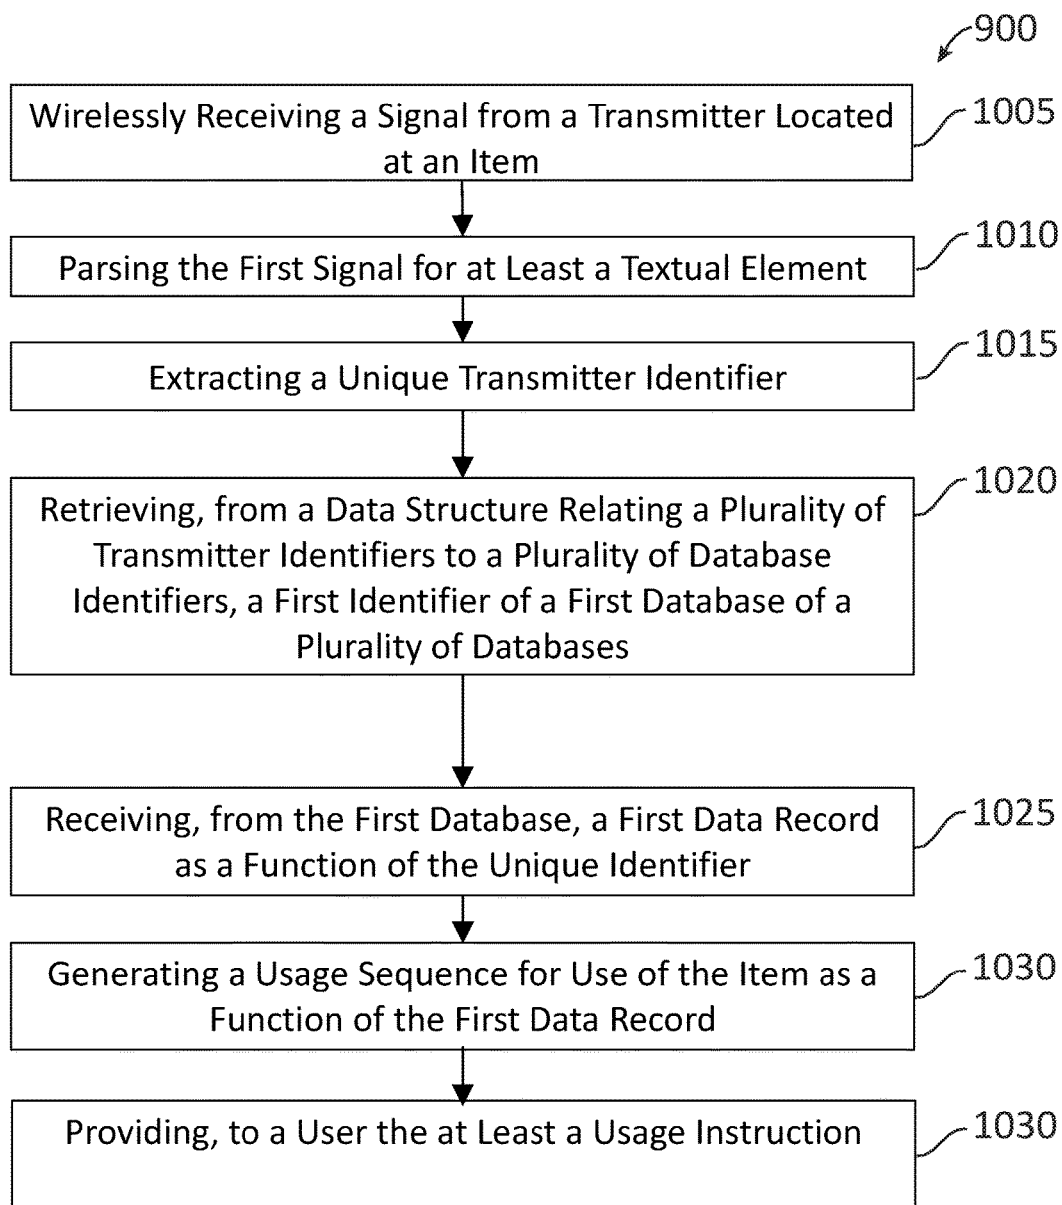 900
Wirelessly Receiving a Signal from a Transmitter Located
at an Item
1005
Parsing the First Signal for at Least a Textual Element
1010
Extracting a Unique Transmitter Identifier
1015
Retrieving, from a Data Structure Relating a Plurality of
Transmitter Identifiers to a Plurality of Database
Identifiers, a First Identifier of a First Database of a
Plurality of Databases
1020
Receiving, from the First Database, a First Data Record
as a Function of the Unique Identifier
1025
Generating a Usage Sequence for Use of the Item as a
Function of the First Data Record
1030
Providing, to a User the at Least a Usage Instruction
1030